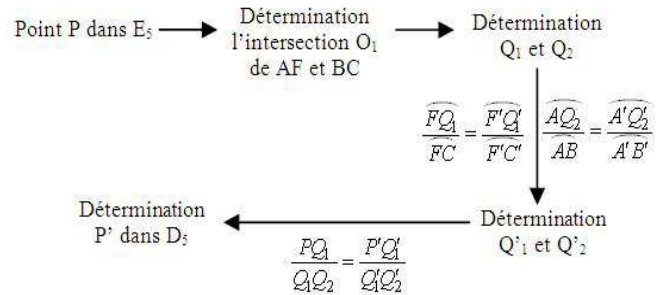 Point P dans E₅
Détermination
l'intersection O₁
de AF et BC
Détermination
Q₁ et Q₂
FQ₁/FC = F'Q'₁/F'C'
AQ₂/AB = A'Q'₂/A'B'
Détermination
Q'₁ et Q'₂
PQ₁/Q₁Q₂ = P'Q'₁/Q'₁Q'₂
Détermination
P' dans D₅